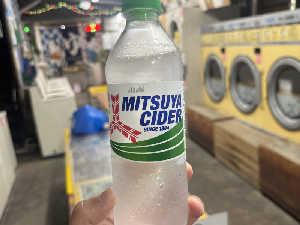 Asahi
MITSUYA
CIDER
SINCE 1884